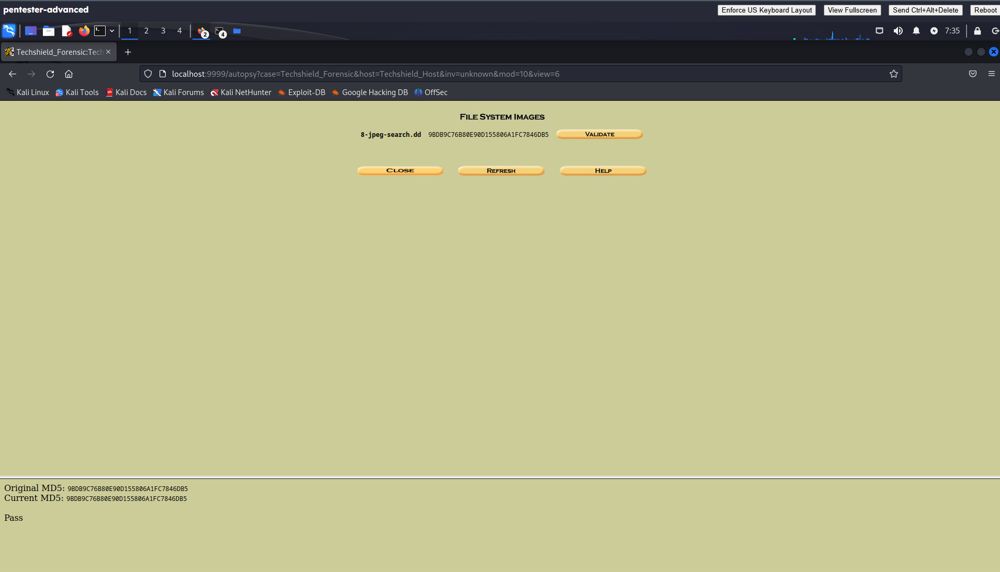 pentester-advanced
Enforce US Keyboard Layout View Fullscreen Send Ctrl+Alt+Delete Reboot
1 2 3 4 2 4 7:35
Techshield_Forensic:Tech
localhost:9999/autopsy?case=Techshield_Forensic&host=Techshield_Host&inv=unknown&mod=10&view=6
Kali Linux Kali Tools Kali Docs Kali Forums Kali NetHunter Exploit-DB Google Hacking DB OffSec
File System Images
8-jpeg-search.dd 9BDB9C76B80E90D155806A1FC7846DB5 Validate
Close Refresh Help
Original MD5: 9BDB9C76B80E90D155806A1FC7846DB5
Current MD5: 9BDB9C76B80E90D155806A1FC7846DB5
Pass